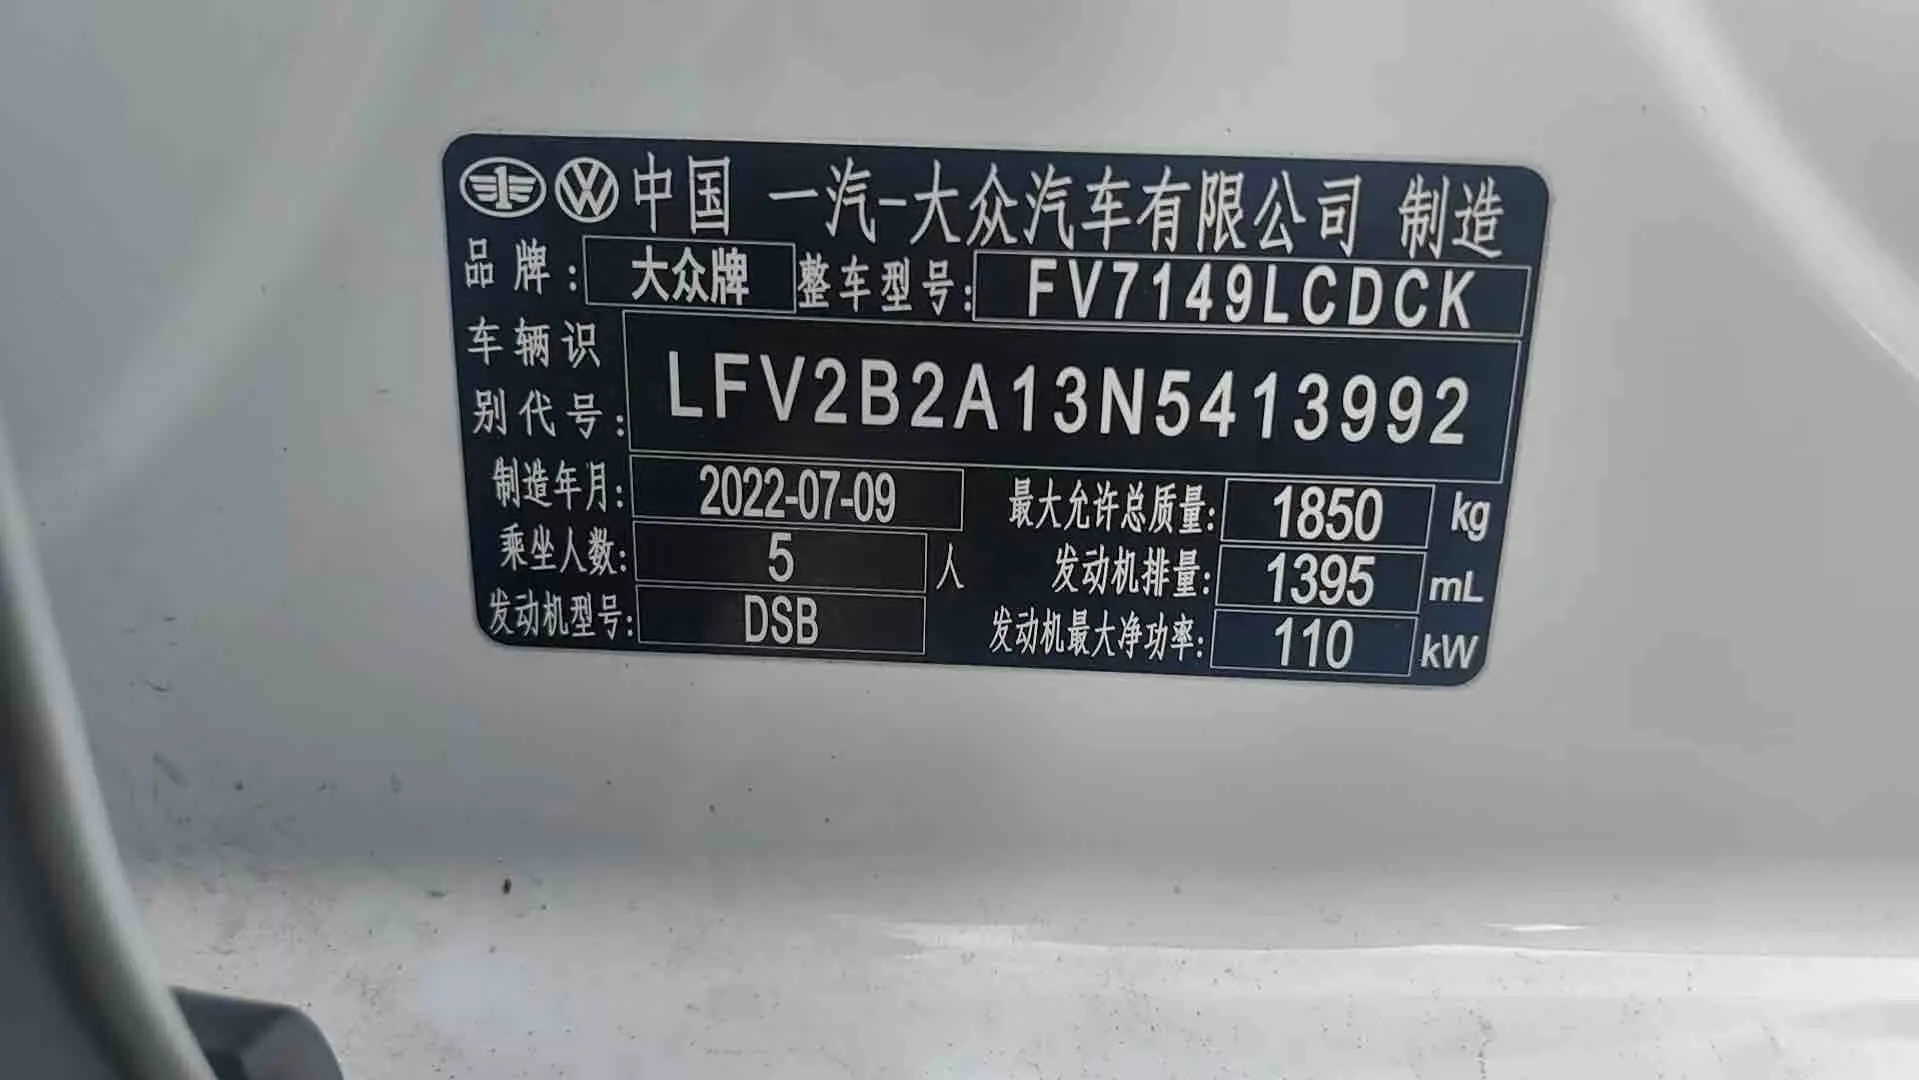 中国 一汽-大众汽车有限公司 制造
品牌: 大众牌 整车型号: FV7149LCDCK
车辆识别代号: LFV2B2A13N5413992
制造年月: 2022-07-09 最大允许总质量: 1850 kg
乘坐人数: 5 人 发动机排量: 1395 mL
发动机型号: DSB 发动机最大净功率: 110 kW